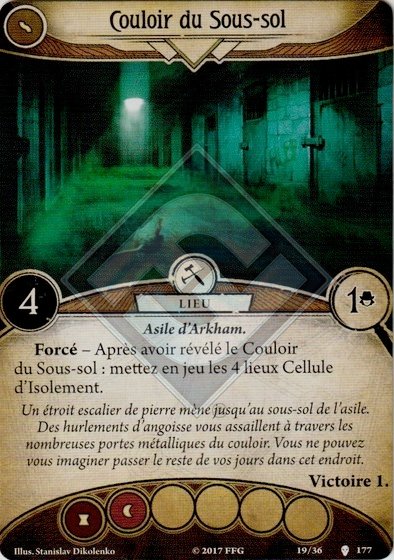 Couloir du Sous-sol
4
LIEU
1
Asile d'Arkham.
Forcé – Après avoir révélé le Couloir
du Sous-sol : mettez en jeu les 4 lieux Cellule
d'Isolement.
Un étroit escalier de pierre mène jusqu'au sous-sol de l'asile.
Des hurlements d'angoisse vous assaillent à travers les
nombreuses portes métalliques du couloir. Vous ne pouvez
vous imaginer passer le reste de vos jours dans cet endroit.
Victoire 1.
Illus. Stanislav Dikolenko
© 2017 FFG
19/36
177